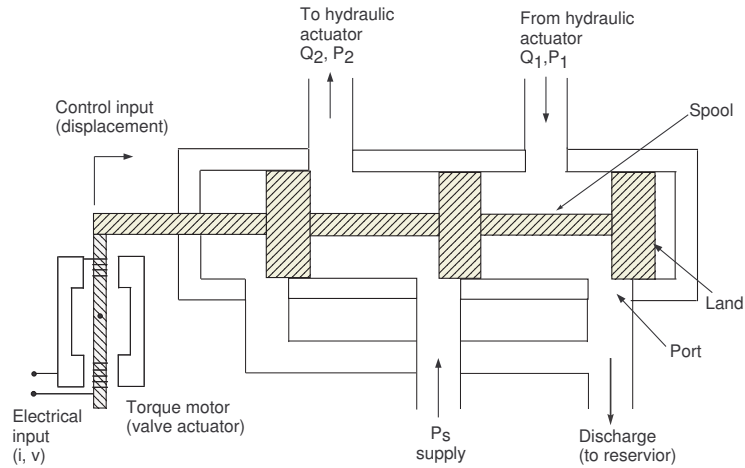 To hydraulic
actuator
Q2, P2
From hydraulic
actuator
Q1,P1
Control input
(displacement)
Spool
Land
Port
Electrical
input
(i, v)
Torque motor
(valve actuator)
Ps
supply
Discharge
(to reservior)